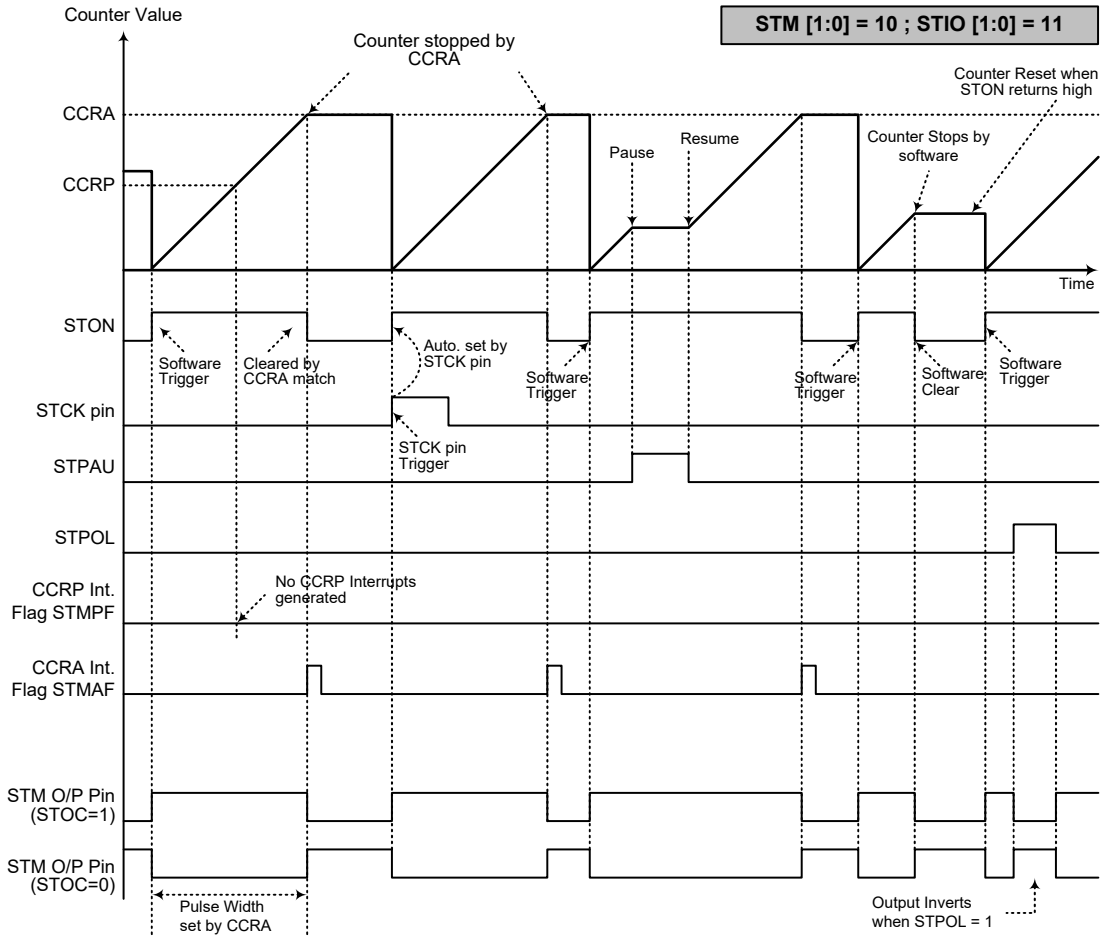 Counter Value
STM [1:0] = 10 ; STIO [1:0] = 11
Counter stopped by
CCRA
Counter Reset when
STON returns high
CCRA
Pause
Resume
Counter Stops by
software
CCRP
Time
STON
Software
Trigger
Cleared by
CCRA match
Auto. set by
STCK pin
Software
Trigger
Software
Trigger
Software
Clear
Software
Trigger
STCK pin
STCK pin
Trigger
STPAU
STPOL
CCRP Int.
Flag STMPF
No CCRP Interrupts
generated
CCRA Int.
Flag STMAF
STM O/P Pin
(STOC=1)
STM O/P Pin
(STOC=0)
Pulse Width
set by CCRA
Output Inverts
when STPOL = 1